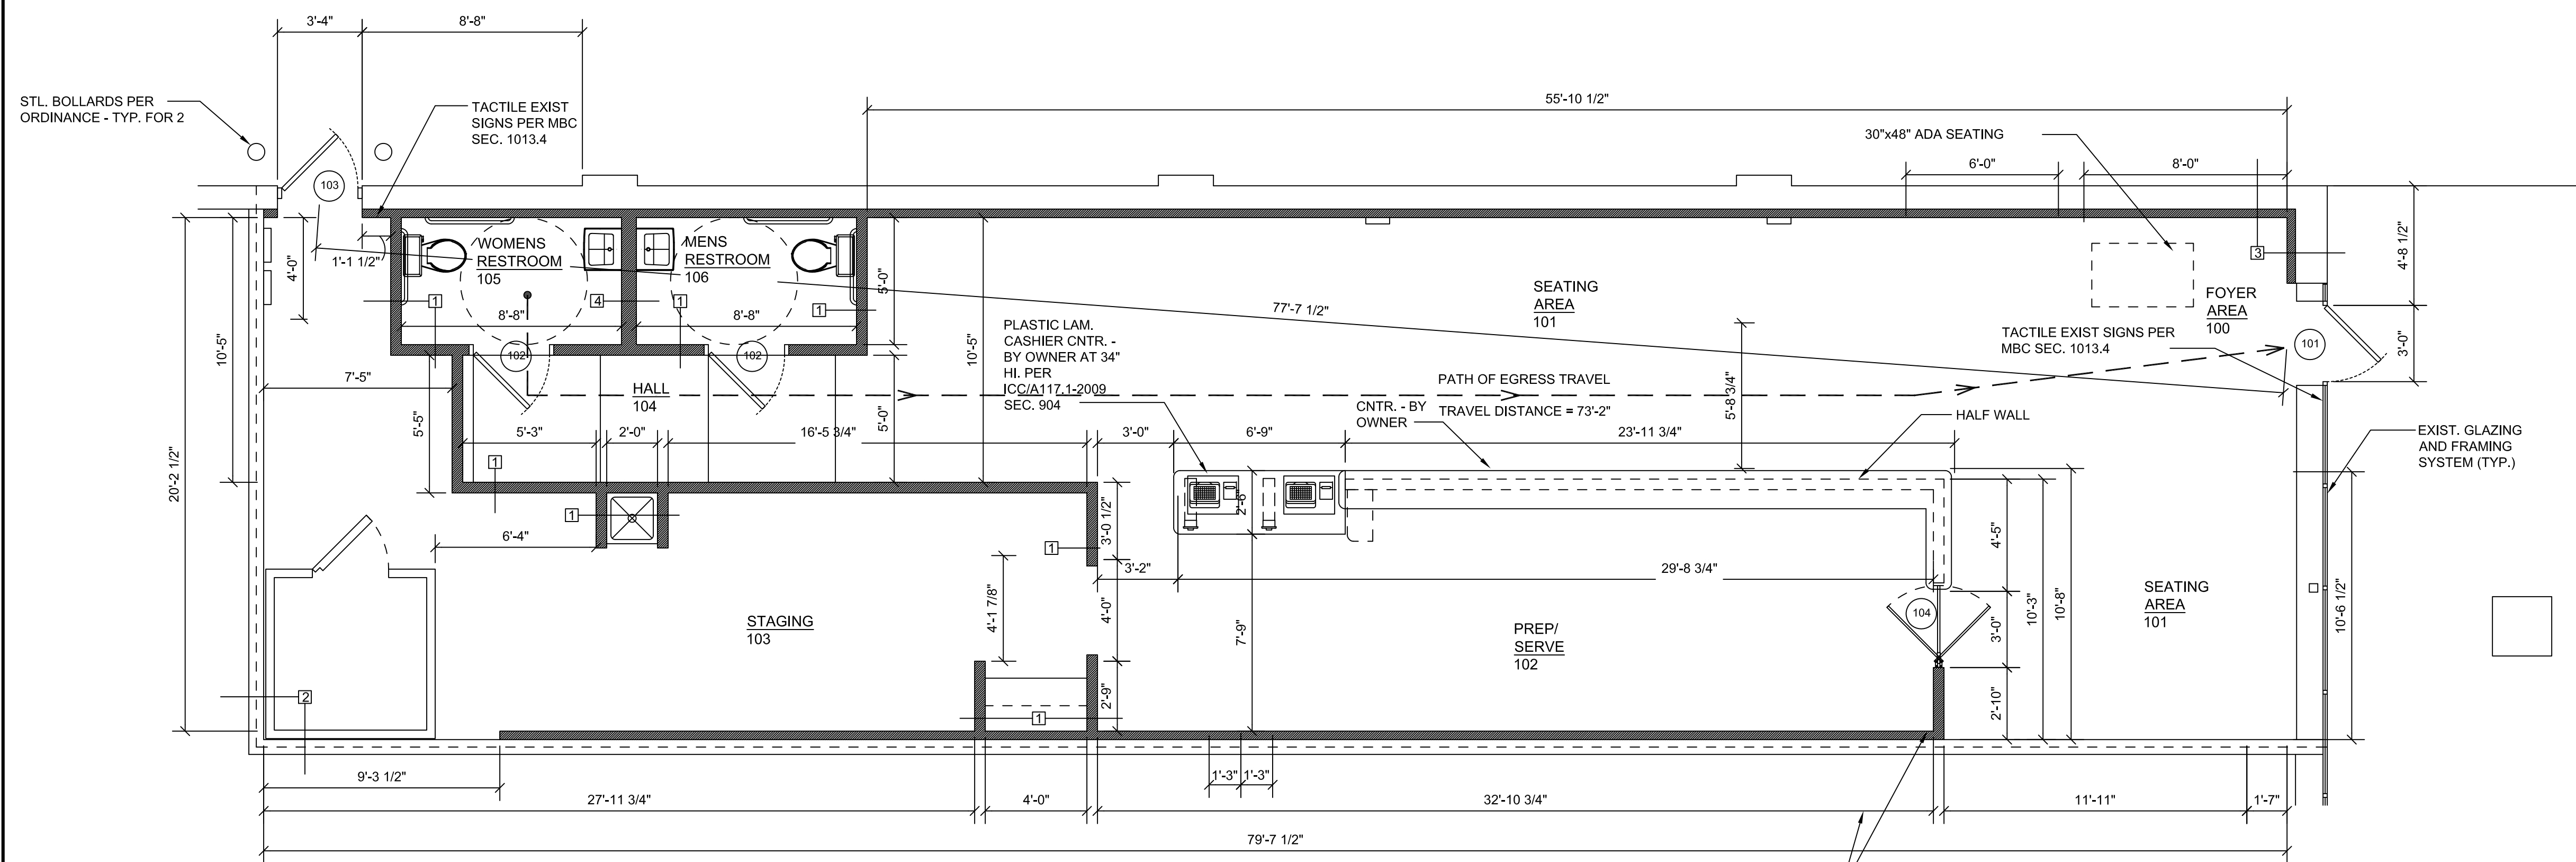 3'-4"
8'-8"
STL. BOLLARDS PER
ORDINANCE - TYP. FOR 2
TACTILE EXIST
SIGNS PER MBC
SEC. 1013.4
55'-10 1/2"
30"x48" ADA SEATING
6'-0"
8'-0"
103
WOMENS
RESTROOM
105
MENS
RESTROOM
106
1'-1 1/2"
4'-0"
10'-5"
20'-2 1/2"
1
4
1
1
8'-8"
8'-8"
5'-0"
10'-5"
77'-7 1/2"
SEATING
AREA
101
3
4'-8 1/2"
FOYER
AREA
100
PLASTIC LAM.
CASHIER CNTR. -
BY OWNER AT 34"
HI. PER
ICC/A117.1-2009
SEC. 904
TACTILE EXIST SIGNS PER
MBC SEC. 1013.4
101
3'-0"
102
102
7'-5"
HALL
104
PATH OF EGRESS TRAVEL
TRAVEL DISTANCE = 73'-2"
5'-8 3/4"
CNTR. - BY
OWNER
HALF WALL
EXIST. GLAZING
AND FRAMING
SYSTEM (TYP.)
5'-5"
5'-3"
2'-0"
16'-5 3/4"
5'-0"
3'-0"
6'-9"
23'-11 3/4"
1
1
2'-6"
3'-0 1/2"
1
6'-4"
3'-2"
29'-8 3/4"
4'-5"
10'-3"
10'-8"
10'-6 1/2"
SEATING
AREA
101
STAGING
103
4'-1 7/8"
4'-0"
7'-9"
PREP/
SERVE
102
104
3'-0"
2
2'-9"
1
2'-10"
9'-3 1/2"
1'-3"
1'-3"
27'-11 3/4"
4'-0"
32'-10 3/4"
11'-11"
1'-7"
79'-7 1/2"